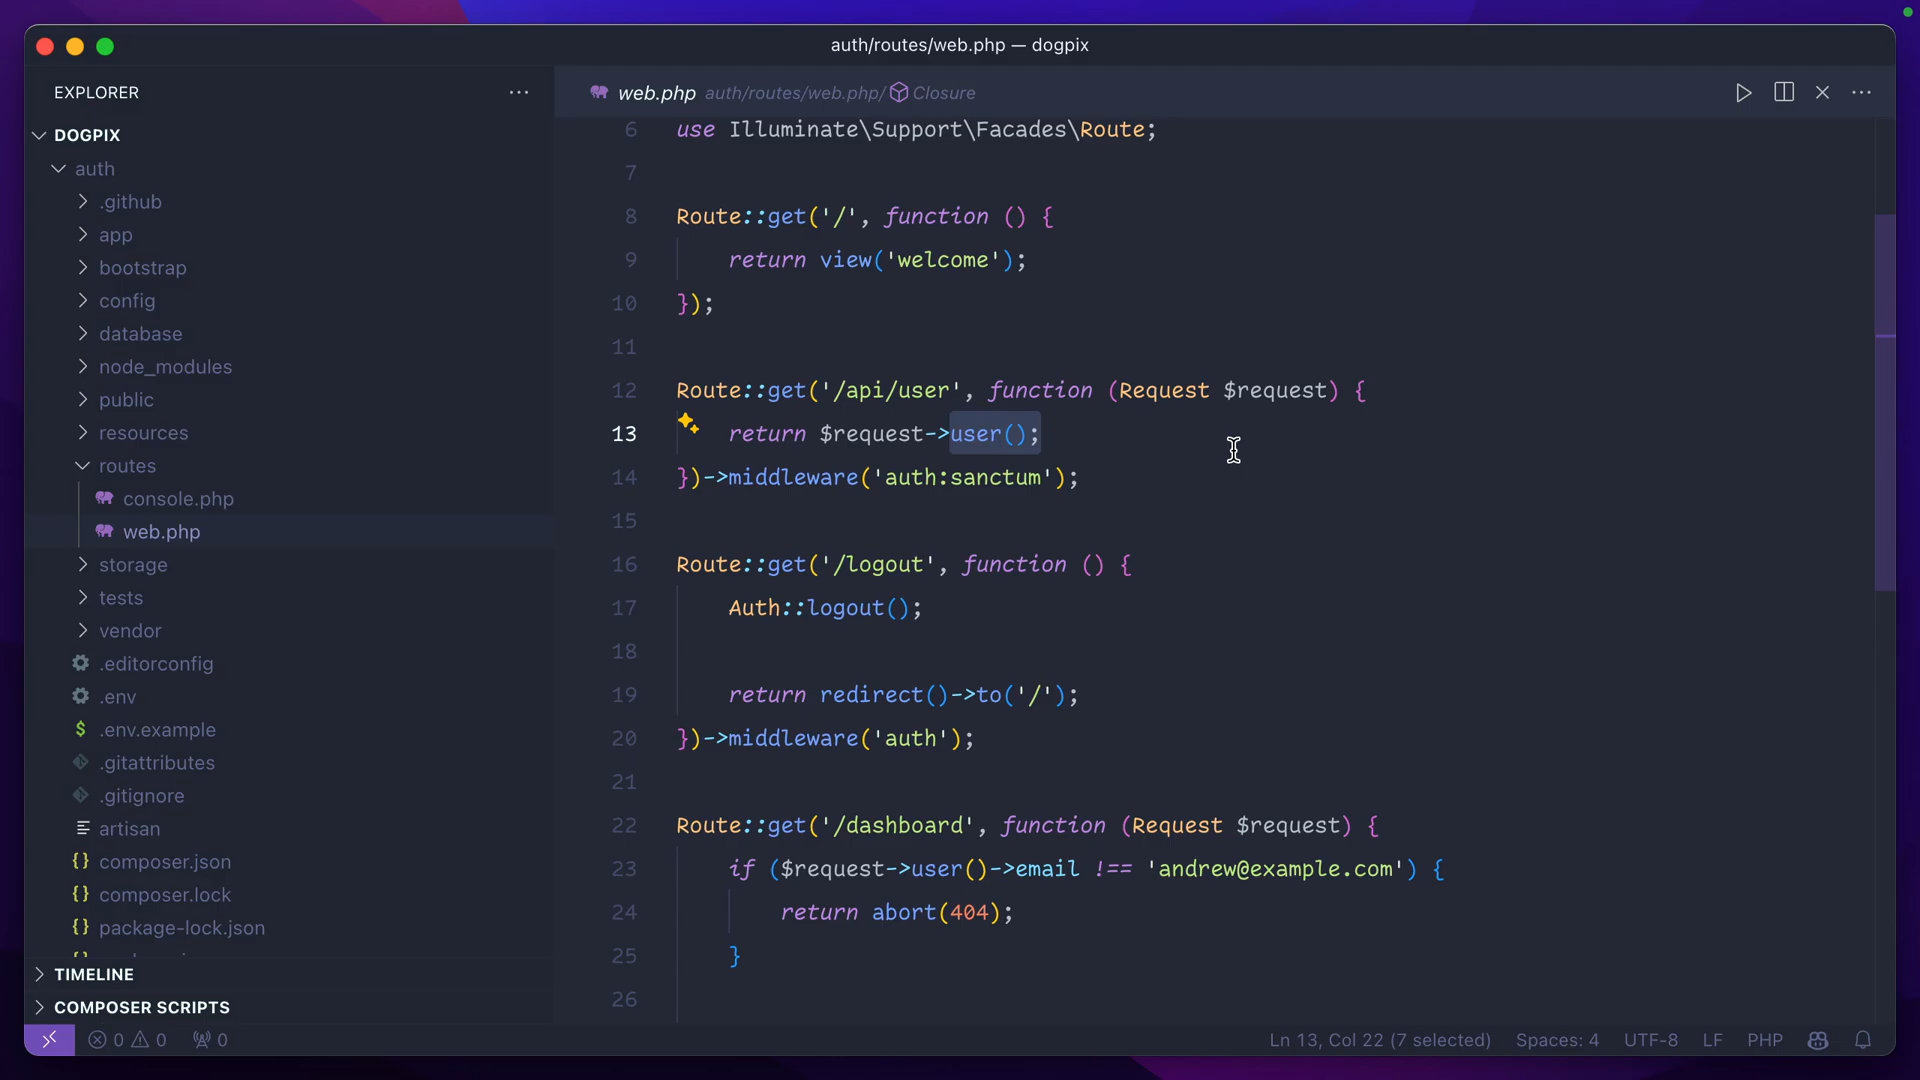 auth/routes/web.php — dogpix
EXPLORER
DOGPIX
auth
.github
app
bootstrap
config
database
node_modules
public
resources
routes
console.php
web.php
storage
tests
vendor
.editorconfig
.env
.env.example
.gitattributes
.gitignore
artisan
composer.json
composer.lock
package-lock.json
TIMELINE
COMPOSER SCRIPTS
web.php auth/routes/web.php/ Closure
6 use Illuminate\Support\Facades\Route;
7
8 Route::get('/', function () {
9 return view('welcome');
10 });
11
12 Route::get('/api/user', function (Request $request) {
13 return $request->user();
14 })->middleware('auth:sanctum');
15
16 Route::get('/logout', function () {
17 Auth::logout();
18
19 return redirect()->to('/');
20 })->middleware('auth');
21
22 Route::get('/dashboard', function (Request $request) {
23 if ($request->user()->email !== 'andrew@example.com') {
24 return abort(404);
25 }
26
0 0 0 Ln 13, Col 22 (7 selected) Spaces: 4 UTF-8 LF PHP